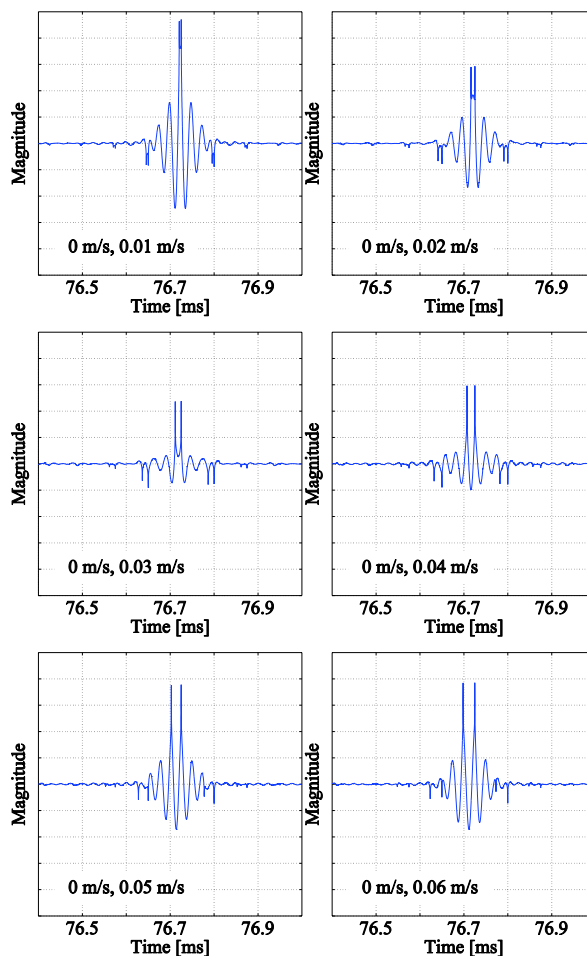 Magnitude
0 m/s, 0.01 m/s
76.5 76.7 76.9
Time [ms]
Magnitude
0 m/s, 0.02 m/s
76.5 76.7 76.9
Time [ms]
Magnitude
0 m/s, 0.03 m/s
76.5 76.7 76.9
Time [ms]
Magnitude
0 m/s, 0.04 m/s
76.5 76.7 76.9
Time [ms]
Magnitude
0 m/s, 0.05 m/s
76.5 76.7 76.9
Time [ms]
Magnitude
0 m/s, 0.06 m/s
76.5 76.7 76.9
Time [ms]